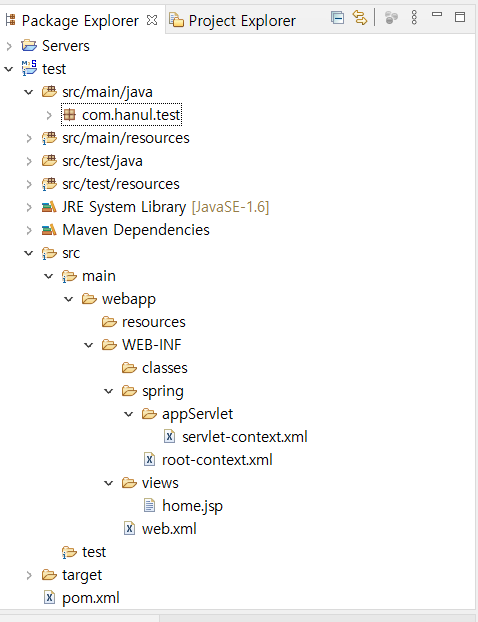 Package Explorer Project Explorer
Servers
test
src/main/java
com.hanul.test
src/main/resources
src/test/java
src/test/resources
JRE System Library [JavaSE-1.6]
Maven Dependencies
src
main
webapp
resources
WEB-INF
classes
spring
appServlet
servlet-context.xml
root-context.xml
views
home.jsp
web.xml
test
target
pom.xml